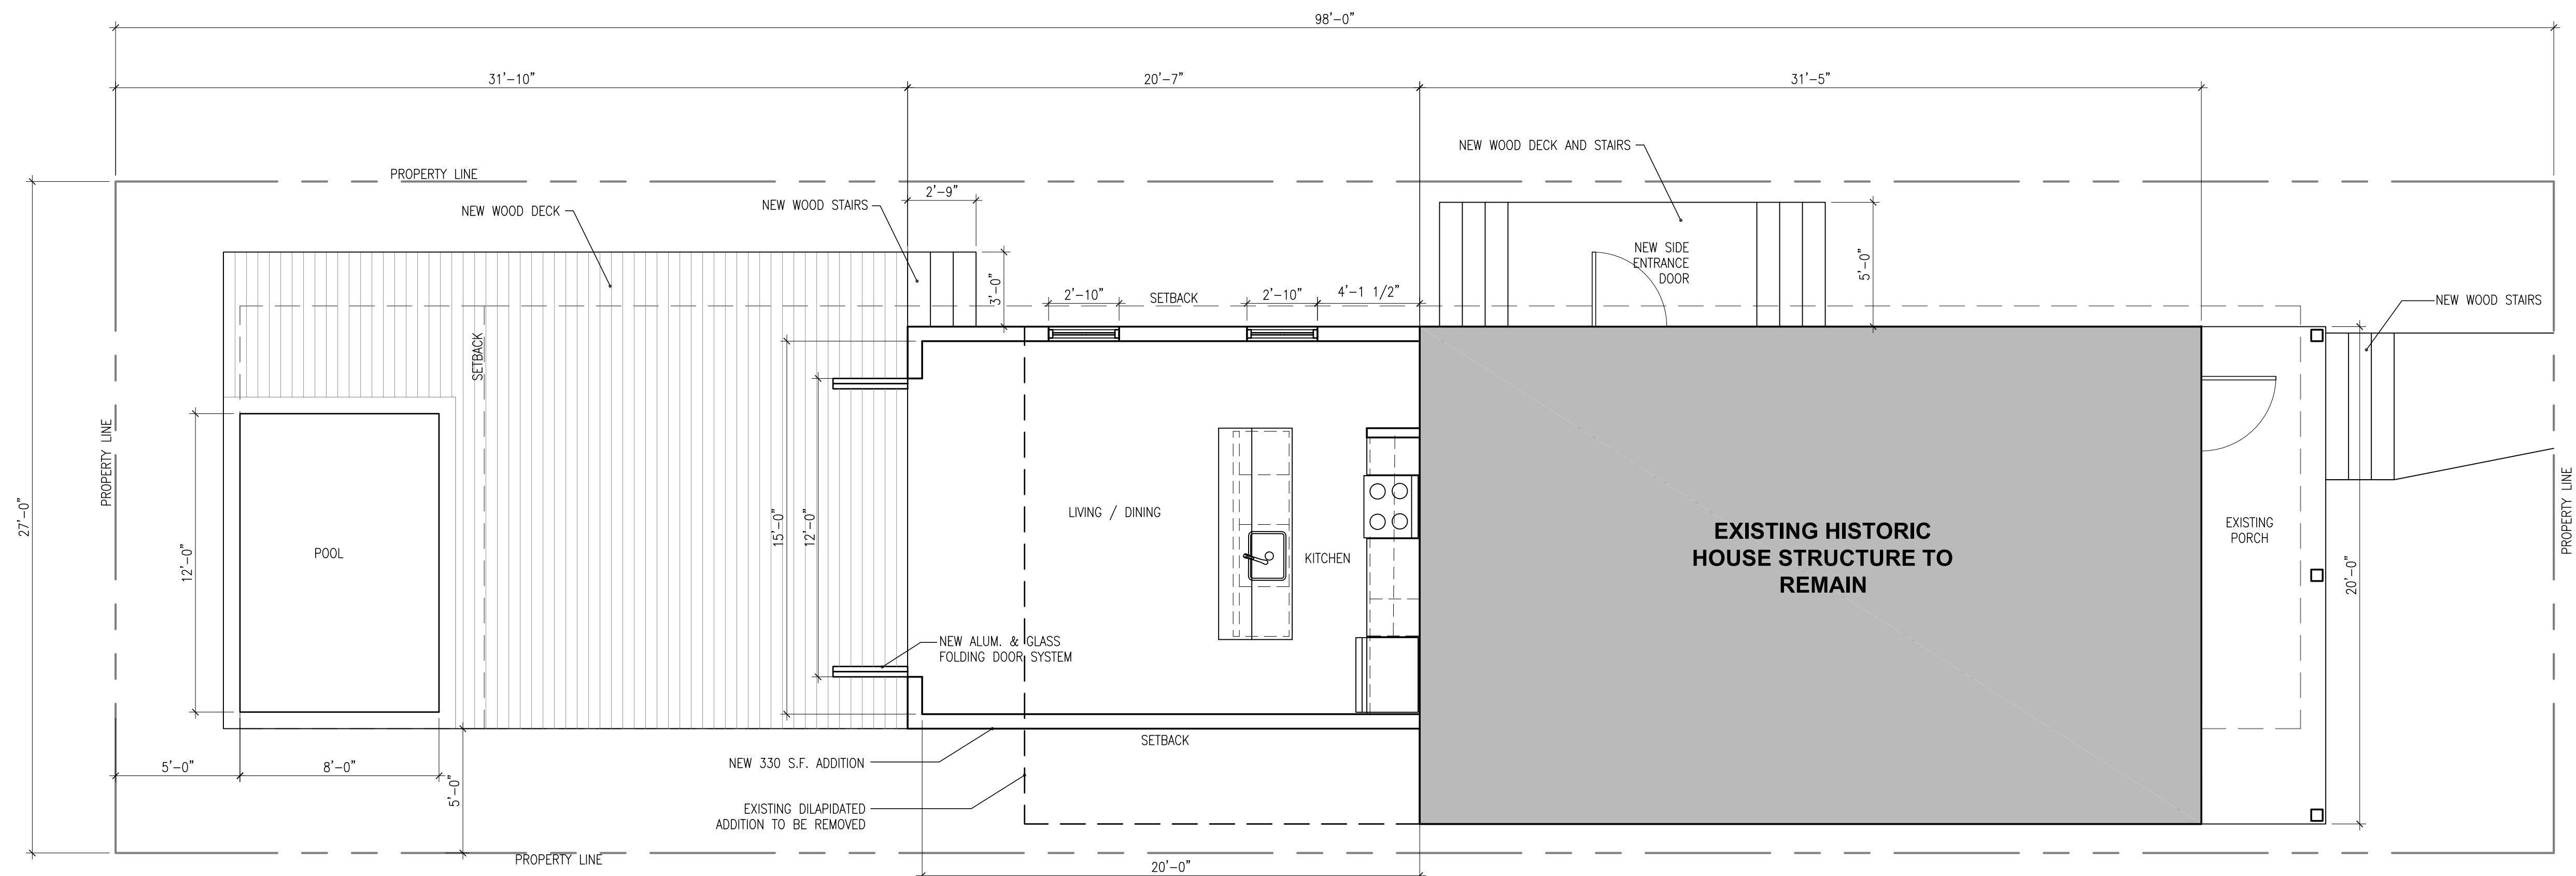 98'-0"
31'-10"
20'-7"
31'-5"
NEW WOOD DECK AND STAIRS
PROPERTY LINE
2'-9"
NEW WOOD DECK
NEW WOOD STAIRS
NEW SIDE
ENTRANCE
DOOR
5'-0"
3'-0"
2'-10"
SETBACK
2'-10"
4'-1 1/2"
NEW WOOD STAIRS
SETBACK
PROPERTY LINE
27'-0"
12'-0"
POOL
15'-0"
12'-0"
LIVING / DINING
KITCHEN
EXISTING HISTORIC
HOUSE STRUCTURE TO
REMAIN
EXISTING
PORCH
20'-0"
PROPERTY LINE
NEW ALUM. & GLASS
FOLDING DOOR SYSTEM
SETBACK
NEW 330 S.F. ADDITION
5'-0"
8'-0"
5'-0"
EXISTING DILAPIDATED
ADDITION TO BE REMOVED
PROPERTY LINE
20'-0"